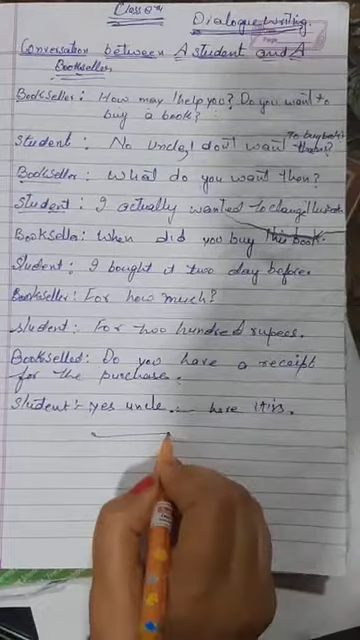 Class 8th
Dialogue writing.
Conversation between A student and A
Bookseller
Bookseller: How may I help you? Do you want to
buy a book?
Student: No uncle, I don't want to buy book.
Bookseller: What do you want then?
Student: I actually wanted to change this book.
Bookseller: When did you buy this book.
Student: I bought it two day before.
Bookseller: For how much?
Student: For two hundred rupees.
Bookselled: Do you have a receipt
for the purchase.
Student:- yes uncle. here it is.